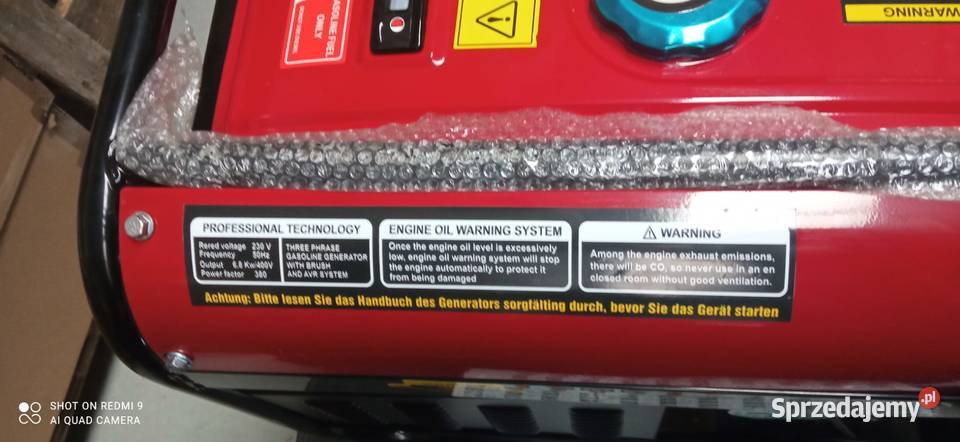 GASOLINE FUEL
ONLY
WARNING
PROFESSIONAL TECHNOLOGY
Rered voltage 230 V
Frequency 50Hz
Output 6.8 Kw/400V
Power factor 380
THREE PHRASE
GASOLINE GENERATOR
WITH BRUSH
AND AVR SYSTEM
ENGINE OIL WARNING SYSTEM
Once the engine oil level is excessively
low, engine oil warning system will stop
the engine automatically to protect it
from being damaged
WARNING
Among the engine exhaust emissions,
there will be CO, so never use in an en
closed room without good ventilation.
Achtung: Bitte lesen Sie das Handbuch des Generators sorgfälting durch, bevor Sie das Gerät starten
SHOT ON REDMI 9
AI QUAD CAMERA
Sprzedajemy.pl